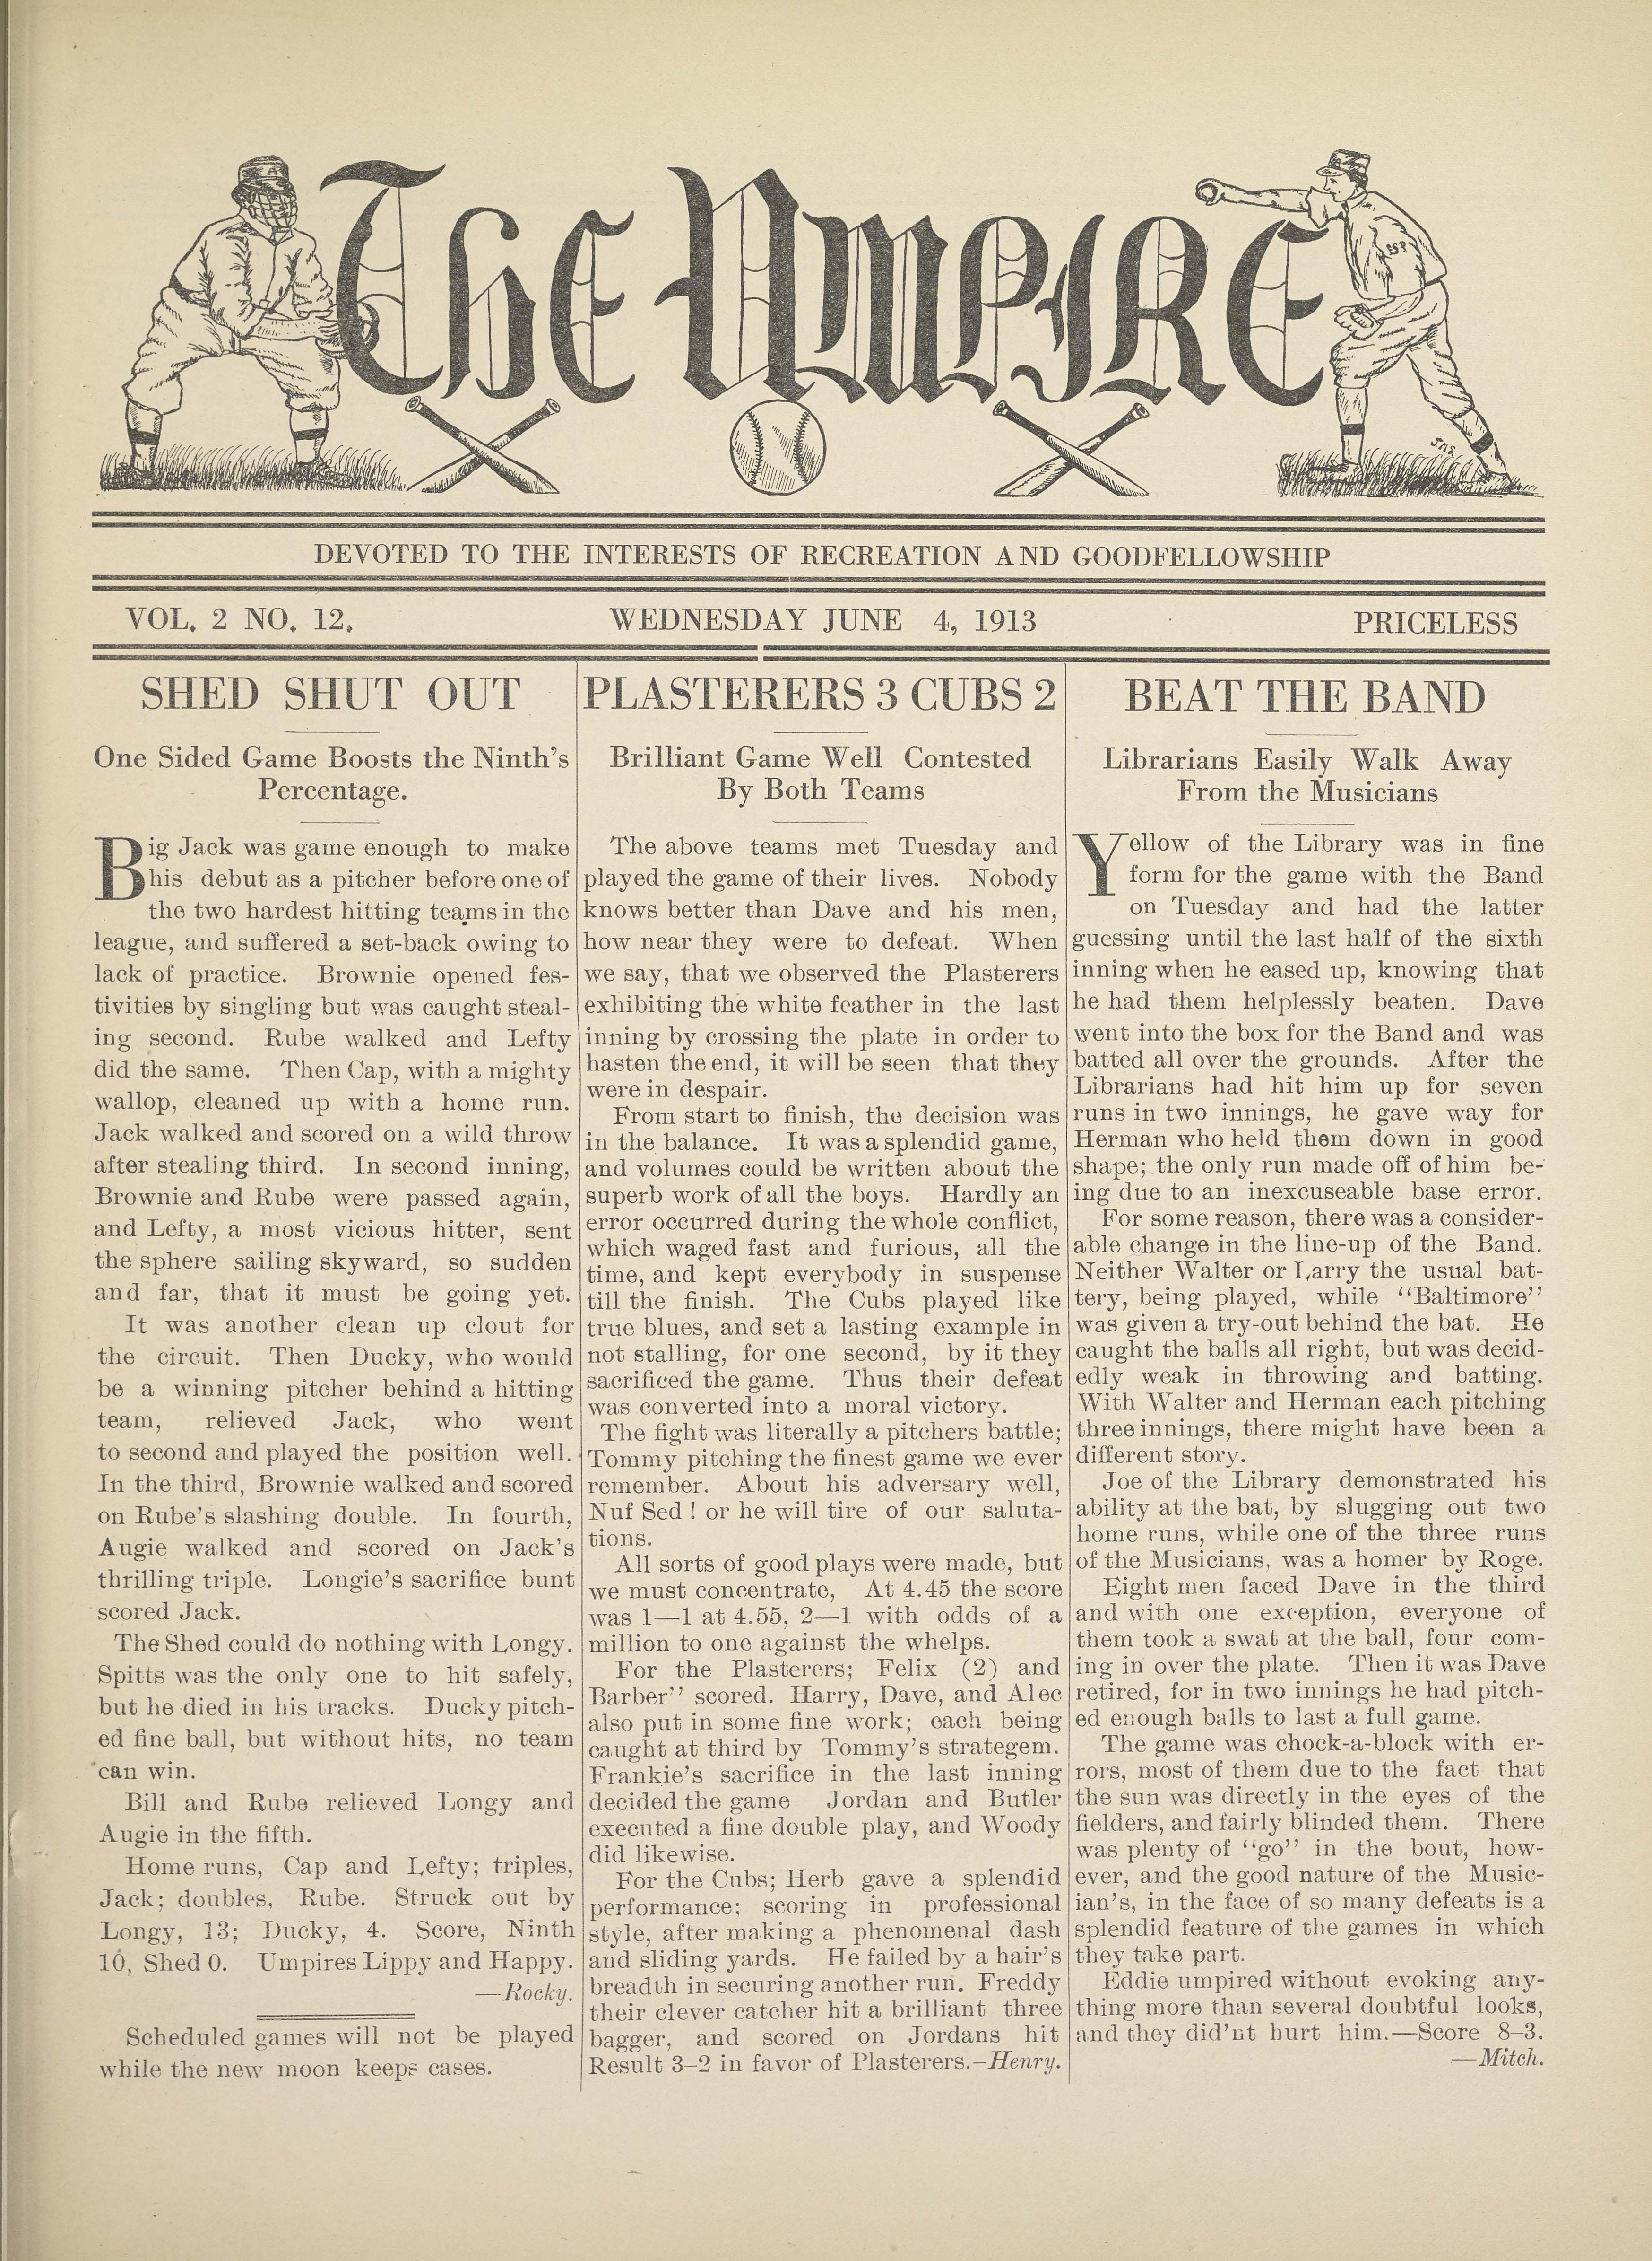 The Umpire
E.S.P.
DEVOTED TO THE INTERESTS OF RECREATION AND GOODFELLOWSHIP
VOL. 2 NO. 12. WEDNESDAY JUNE 4, 1913 PRICELESS
SHED SHUT OUT
One Sided Game Boosts the Ninth's
Percentage.
Big Jack was game enough to make
his debut as a pitcher before one of
the two hardest hitting teams in the
league, and suffered a set-back owing to
lack of practice. Brownie opened fes-
tivities by singling but was caught steal-
ing second. Rube walked and Lefty
did the same. Then Cap, with a mighty
wallop, cleaned up with a home run.
Jack walked and scored on a wild throw
after stealing third. In second inning,
Brownie and Rube were passed again,
and Lefty, a most vicious hitter, sent
the sphere sailing skyward, so sudden
and far, that it must be going yet.
It was another clean up clout for
the circuit. Then Ducky, who would
be a winning pitcher behind a hitting
team, relieved Jack, who went
to second and played the position well.
In the third, Brownie walked and scored
on Rube's slashing double. In fourth,
Augie walked and scored on Jack's
thrilling triple. Longie's sacrifice bunt
scored Jack.
The Shed could do nothing with Longy.
Spitts was the only one to hit safely,
but he died in his tracks. Ducky pitch-
ed fine ball, but without hits, no team
can win.
Bill and Rube relieved Longy and
Augie in the fifth.
Home runs, Cap and Lefty; triples,
Jack; doubles, Rube. Struck out by
Longy, 13; Ducky, 4. Score, Ninth
10, Shed 0. Umpires Lippy and Happy.
—Rocky.
Scheduled games will not be played
while the new moon keeps cases.
PLASTERERS 3 CUBS 2
Brilliant Game Well Contested
By Both Teams
The above teams met Tuesday and
played the game of their lives. Nobody
knows better than Dave and his men,
how near they were to defeat. When
we say, that we observed the Plasterers
exhibiting the white feather in the last
inning by crossing the plate in order to
hasten the end, it will be seen that they
were in despair.
From start to finish, the decision was
in the balance. It was a splendid game,
and volumes could be written about the
superb work of all the boys. Hardly an
error occurred during the whole conflict,
which waged fast and furious, all the
time, and kept everybody in suspense
till the finish. The Cubs played like
true blues, and set a lasting example in
not stalling, for one second, by it they
sacrificed the game. Thus their defeat
was converted into a moral victory.
The fight was literally a pitchers battle;
Tommy pitching the finest game we ever
remember. About his adversary well,
Nuf Sed ! or he will tire of our saluta-
tions.
All sorts of good plays were made, but
we must concentrate, At 4.45 the score
was 1—1 at 4.55, 2—1 with odds of a
million to one against the whelps.
For the Plasterers; Felix (2) and
Barber'' scored. Harry, Dave, and Alec
also put in some fine work; each being
caught at third by Tommy's strategem.
Frankie's sacrifice in the last inning
decided the game Jordan and Butler
executed a fine double play, and Woody
did likewise.
For the Cubs; Herb gave a splendid
performance; scoring in professional
style, after making a phenomenal dash
and sliding yards. He failed by a hair's
breadth in securing another run. Freddy
their clever catcher hit a brilliant three
bagger, and scored on Jordans hit
Result 3–2 in favor of Plasterers.–Henry.
BEAT THE BAND
Librarians Easily Walk Away
From the Musicians
Yellow of the Library was in fine
form for the game with the Band
on Tuesday and had the latter
guessing until the last half of the sixth
inning when he eased up, knowing that
he had them helplessly beaten. Dave
went into the box for the Band and was
batted all over the grounds. After the
Librarians had hit him up for seven
runs in two innings, he gave way for
Herman who held them down in good
shape; the only run made off of him be-
ing due to an inexcuseable base error.
For some reason, there was a consider-
able change in the line-up of the Band.
Neither Walter or Larry the usual bat-
tery, being played, while ''Baltimore''
was given a try-out behind the bat. He
caught the balls all right, but was decid-
edly weak in throwing and batting.
With Walter and Herman each pitching
three innings, there might have been a
different story.
Joe of the Library demonstrated his
ability at the bat, by slugging out two
home runs, while one of the three runs
of the Musicians, was a homer by Roge.
Eight men faced Dave in the third
and with one exception, everyone of
them took a swat at the ball, four com-
ing in over the plate. Then it was Dave
retired, for in two innings he had pitch-
ed enough balls to last a full game.
The game was chock-a-block with er-
rors, most of them due to the fact that
the sun was directly in the eyes of the
fielders, and fairly blinded them. There
was plenty of ''go'' in the bout, how-
ever, and the good nature of the Music-
ian's, in the face of so many defeats is a
splendid feature of the games in which
they take part.
Eddie umpired without evoking any-
thing more than several doubtful looks,
and they did'nt hurt him.—Score 8–3.
—Mitch.